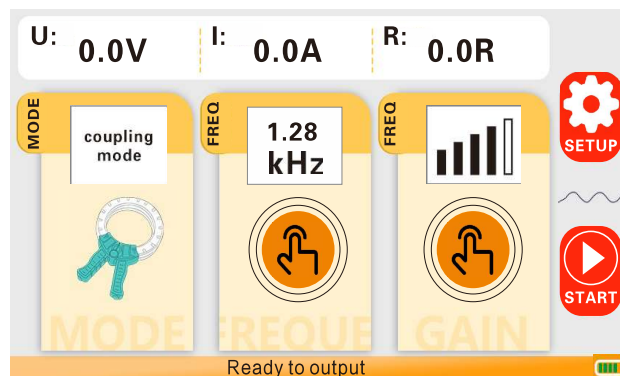 U: 0.0V I: 0.0A R: 0.0R
MODE
coupling
mode
MODE
FREQ
1.28
kHz
FREQUE
FREQ
GAIN
SETUP
START
Ready to output